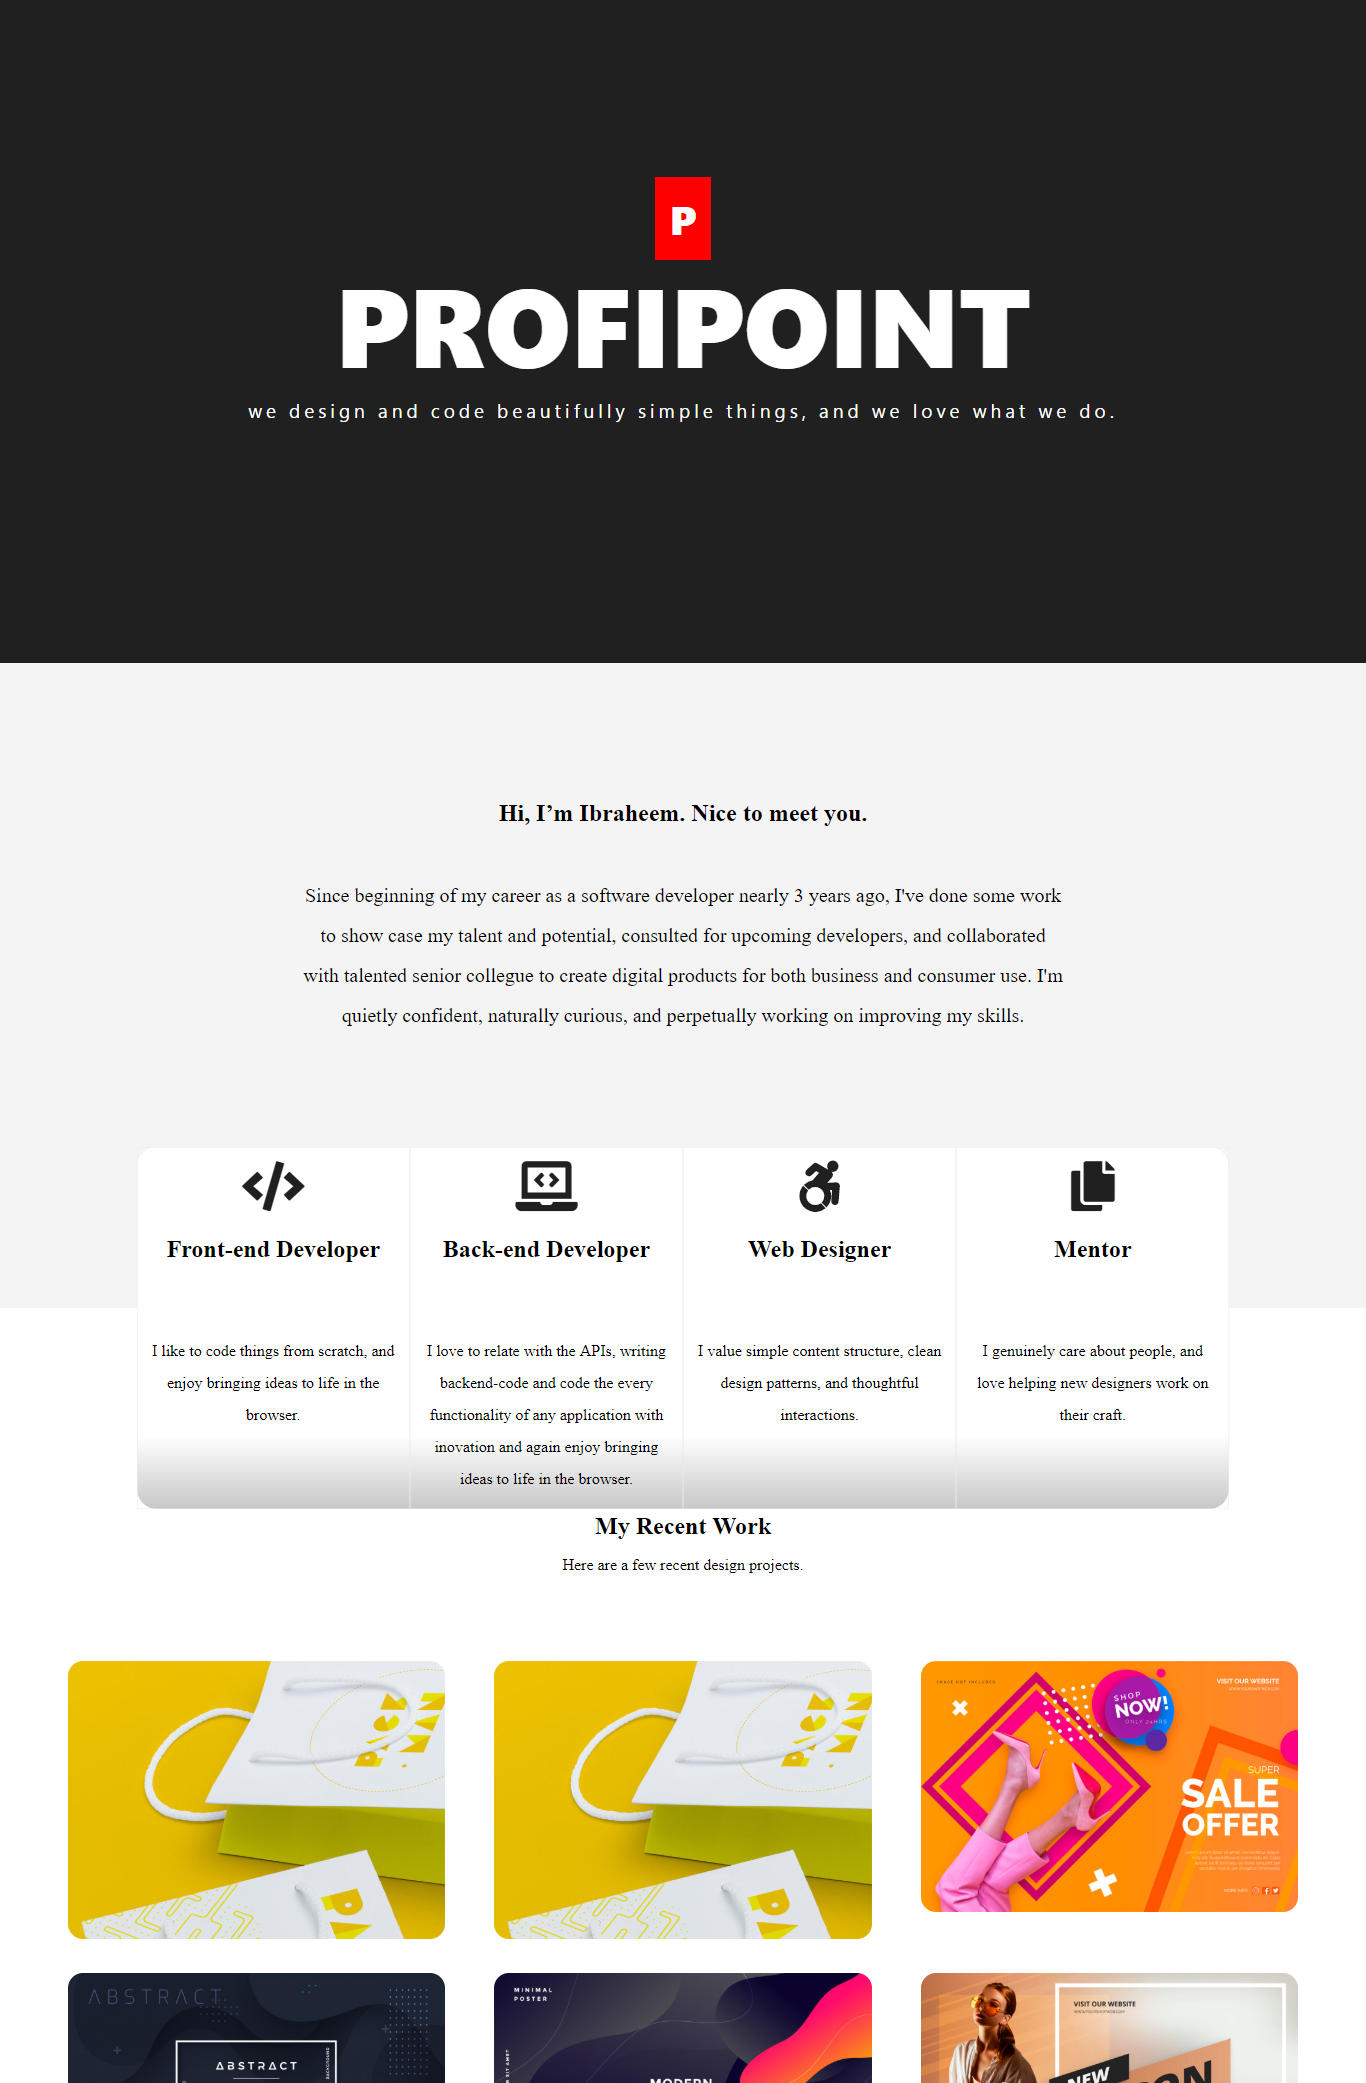 P
PROFIPOINT
we design and code beautifully simple things, and we love what we do.
Hi, I’m Ibraheem. Nice to meet you.
Since beginning of my career as a software developer nearly 3 years ago, I've done some work
to show case my talent and potential, consulted for upcoming developers, and collaborated
with talented senior collegue to create digital products for both business and consumer use. I'm
quietly confident, naturally curious, and perpetually working on improving my skills.
Front-end Developer
I like to code things from scratch, and
enjoy bringing ideas to life in the
browser.
Back-end Developer
I love to relate with the APIs, writing
backend-code and code the every
functionality of any application with
inovation and again enjoy bringing
ideas to life in the browser.
Web Designer
I value simple content structure, clean
design patterns, and thoughtful
interactions.
Mentor
I genuinely care about people, and
love helping new designers work on
their craft.
My Recent Work
Here are a few recent design projects.
IMAGE NOT INCLUDED
SHOP
NOW!
ONLY 24HRS
VISIT OUR WEBSITE
SUPER
SALE
OFFER
MORE INFO
ABSTRACT
ABSTRACT
BACKGROUND
MINIMAL
POSTER
MODERN
VISIT OUR WEBSITE
NEW